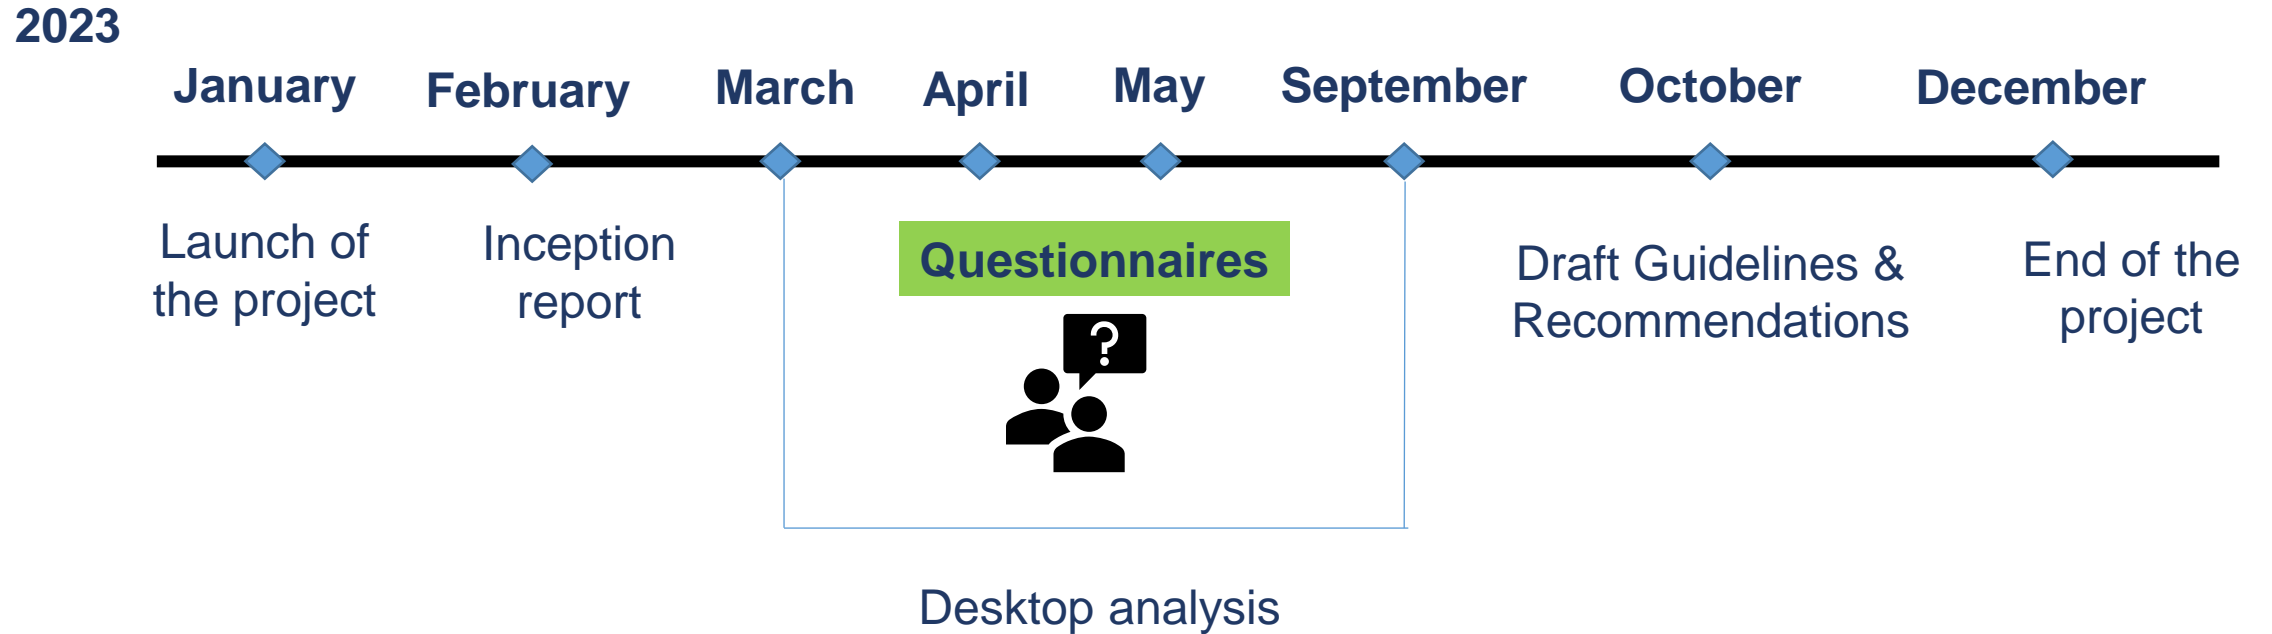 2023
January
February
March
April
May
September
October
December
Launch of
the project
Inception
report
Questionnaires
?
Draft Guidelines &
Recommendations
End of the
project
Desktop analysis